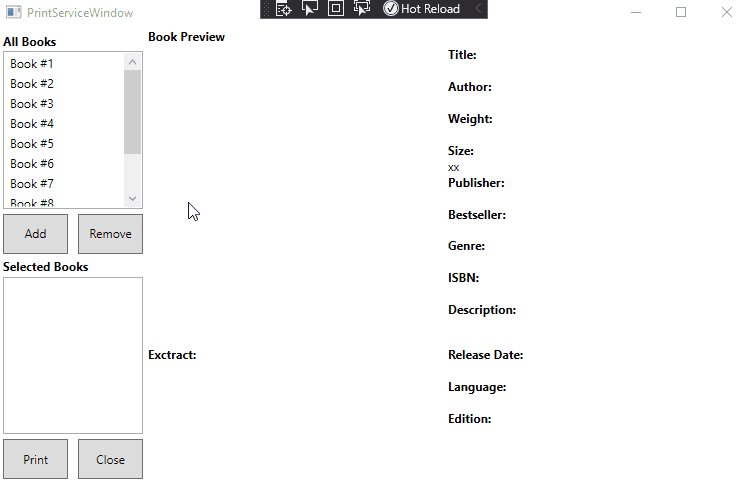 PrintServiceWindow
Hot Reload
All Books
Book #1
Book #2
Book #3
Book #4
Book #5
Book #6
Book #7
Book #8
Add
Remove
Selected Books
Print
Close
Book Preview
Exctract:
Title:
Author:
Weight:
Size:
xx
Publisher:
Bestseller:
Genre:
ISBN:
Description:
Release Date:
Language:
Edition: